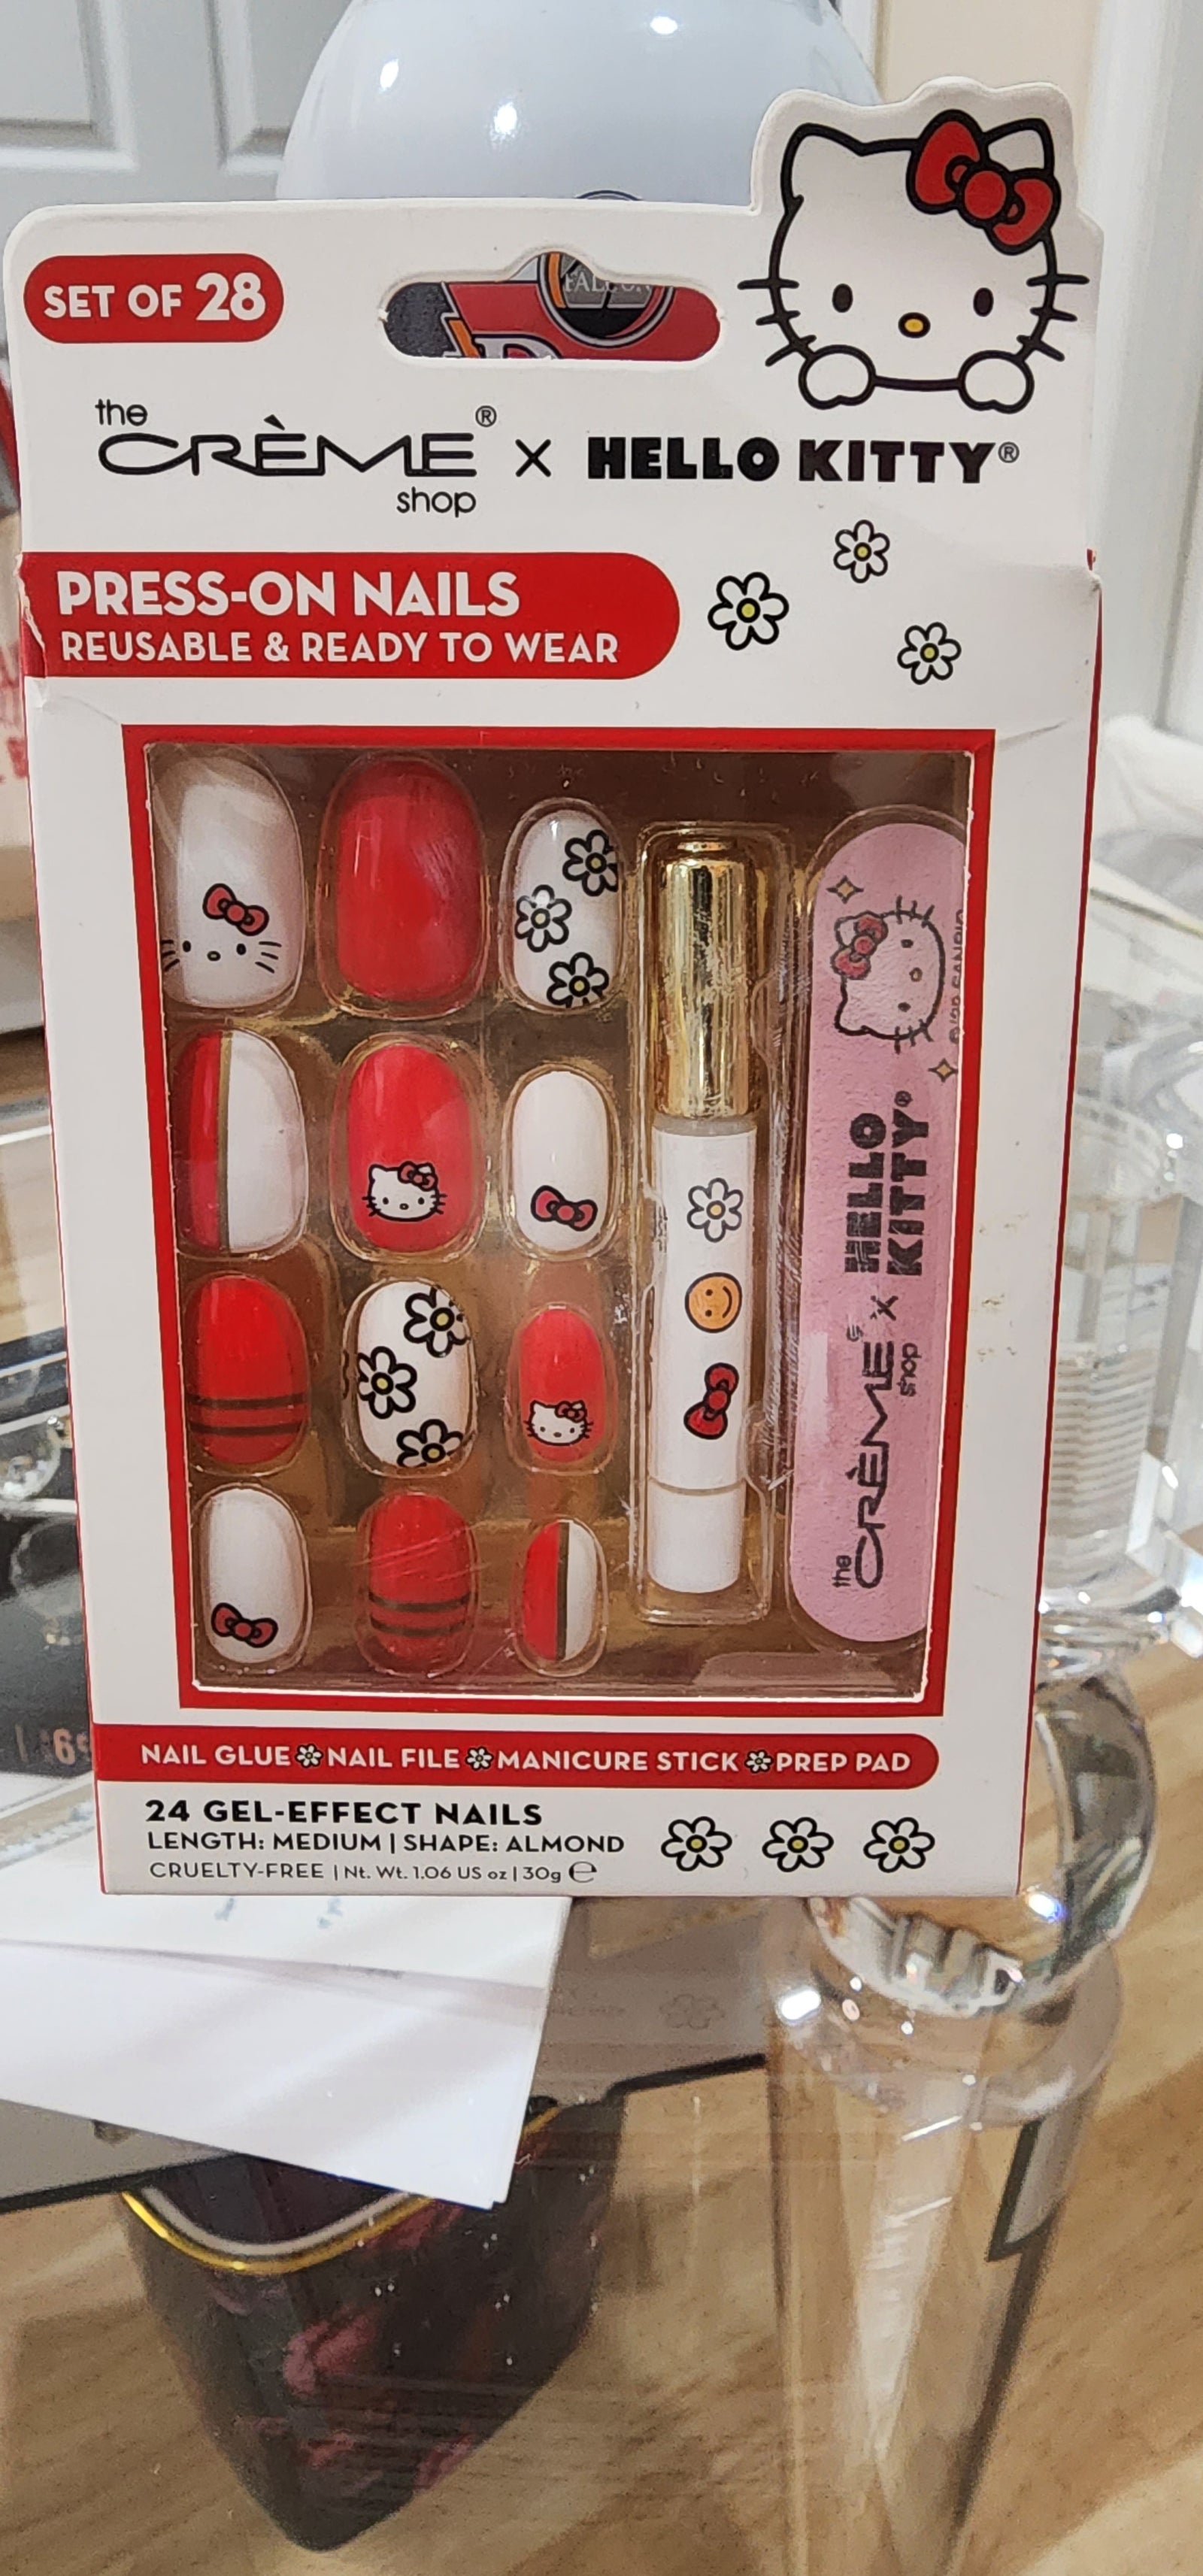 FALCON
SET OF 28
the
CRÈME® x HELLO KITTY®
shop
PRESS-ON NAILS
REUSABLE & READY TO WEAR
HELLO
KITTY®
x
the
CRÈME®
shop
NAIL GLUE NAIL FILE MANICURE STICK PREP PAD
24 GEL-EFFECT NAILS
LENGTH: MEDIUM | SHAPE: ALMOND
CRUELTY-FREE | Nt. Wt. 1.06 US oz | 30g ℮